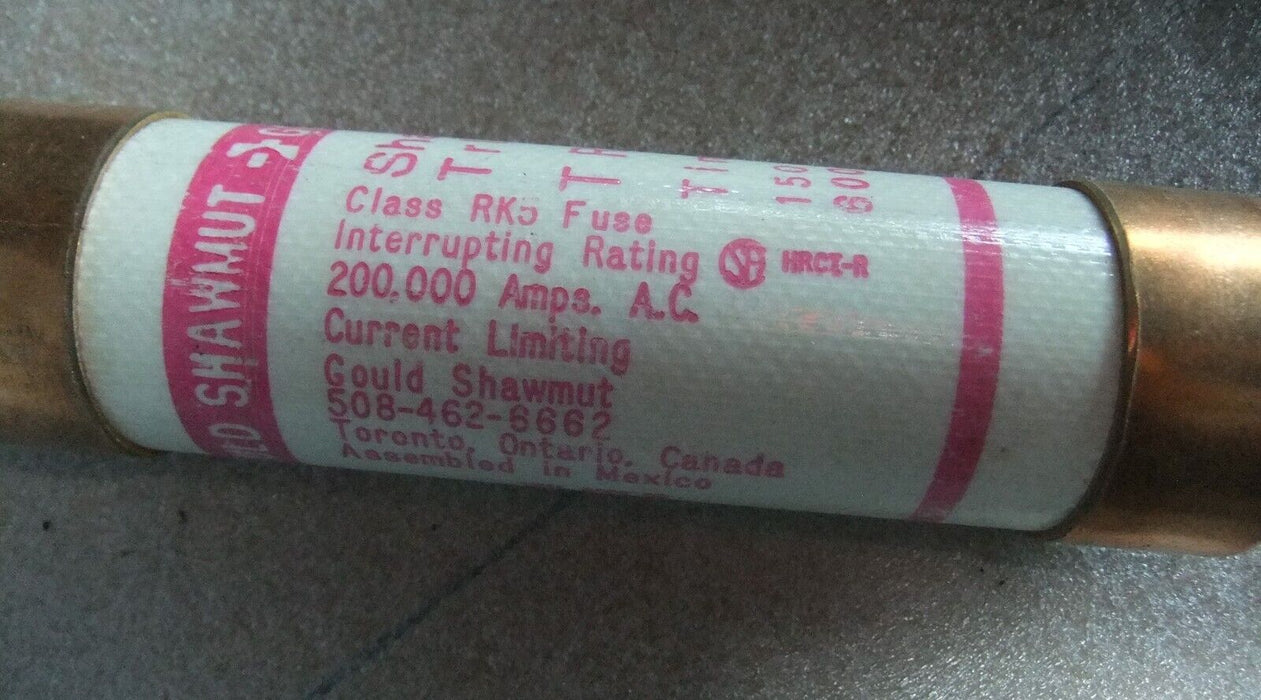 SHAWMUT
Class RK5 Fuse
Interrupting Rating
200,000 Amps. A.C.
Current Limiting
Gould Shawmut
508-462-6662
Toronto, Ontario, Canada
Assembled in Mexico
HRCI-R